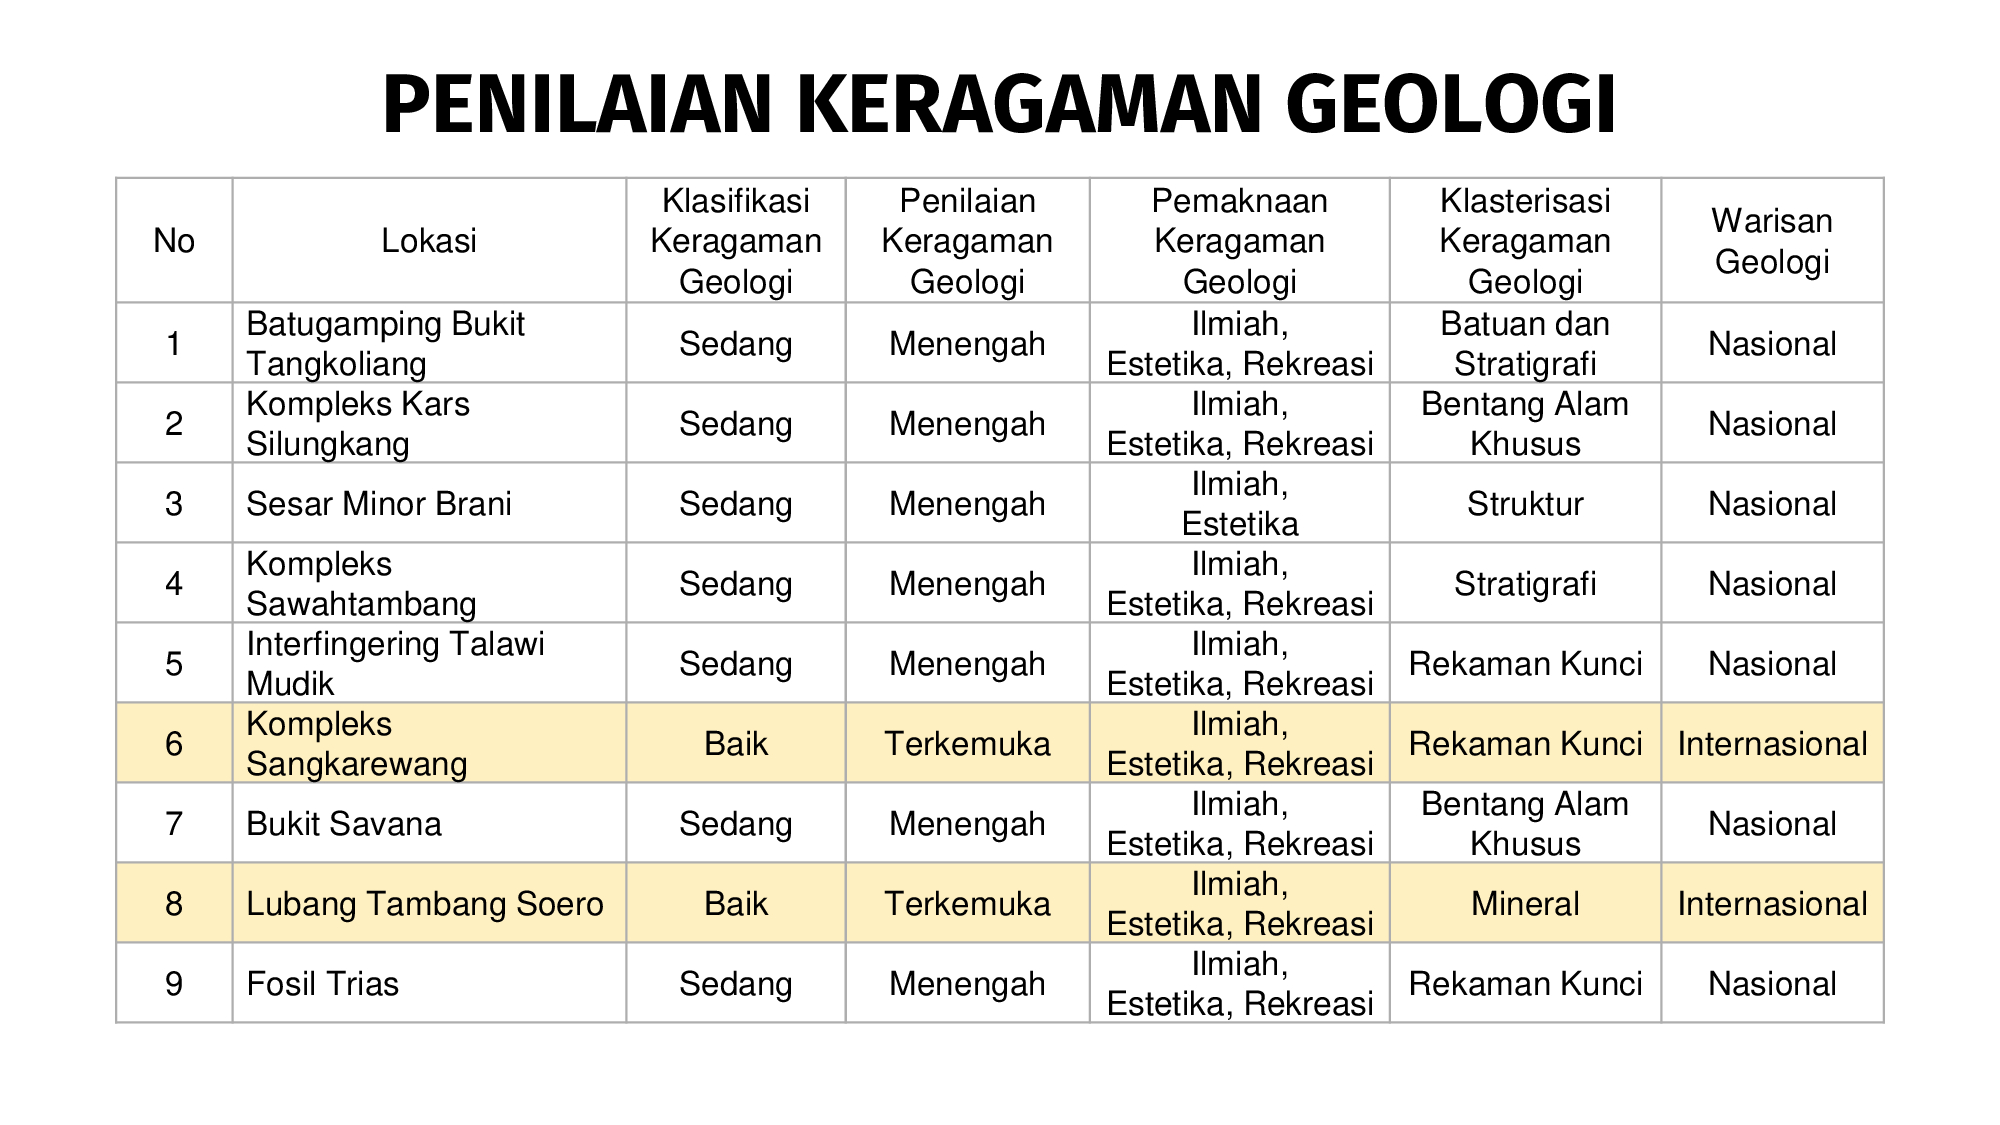 PENILAIAN KERAGAMAN GEOLOGI
No
Lokasi
Klasifikasi
Keragaman
Geologi
Penilaian
Keragaman
Geologi
Pemaknaan
Keragaman
Geologi
Klasterisasi
Keragaman
Geologi
Warisan
Geologi
1
Batugamping Bukit
Tangkoliang
Sedang
Menengah
Ilmiah,
Estetika, Rekreasi
Batuan dan
Stratigrafi
Nasional
2
Kompleks Kars
Silungkang
Sedang
Menengah
Ilmiah,
Estetika, Rekreasi
Bentang Alam
Khusus
Nasional
3
Sesar Minor Brani
Sedang
Menengah
Ilmiah,
Estetika
Struktur
Nasional
4
Kompleks
Sawahtambang
Sedang
Menengah
Ilmiah,
Estetika, Rekreasi
Stratigrafi
Nasional
5
Interfingering Talawi
Mudik
Sedang
Menengah
Ilmiah,
Estetika, Rekreasi
Rekaman Kunci
Nasional
6
Kompleks
Sangkarewang
Baik
Terkemuka
Ilmiah,
Estetika, Rekreasi
Rekaman Kunci
Internasional
7
Bukit Savana
Sedang
Menengah
Ilmiah,
Estetika, Rekreasi
Bentang Alam
Khusus
Nasional
8
Lubang Tambang Soero
Baik
Terkemuka
Ilmiah,
Estetika, Rekreasi
Mineral
Internasional
9
Fosil Trias
Sedang
Menengah
Ilmiah,
Estetika, Rekreasi
Rekaman Kunci
Nasional